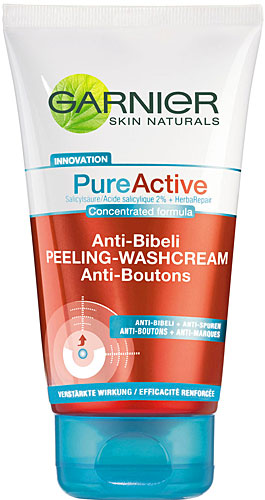 GARNIER
SKIN NATURALS
INNOVATION
PureActive
Salicylsäure/Acide salicylique 2% + HerbaRepair
Concentrated formula
Anti-Bibeli
PEELING-WASHCREAM
Anti-Boutons
ANTI-BIBELI + ANTI-SPUREN
ANTI-BOUTONS + ANTI-MARQUES
VERSTÄRKTE WIRKUNG / EFFICACITÉ RENFORCÉE